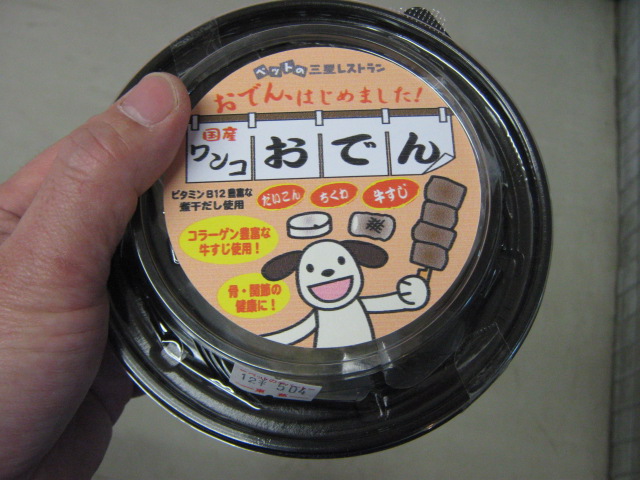 ペットの三星レストラン
おでん、はじめました!
国産
ワンコおでん
ビタミンB12豊富な
煮干だし使用
だいこん ちくわ 牛すじ
コラーゲン豊富な
牛すじ使用!
骨・関節の
健康に!
504